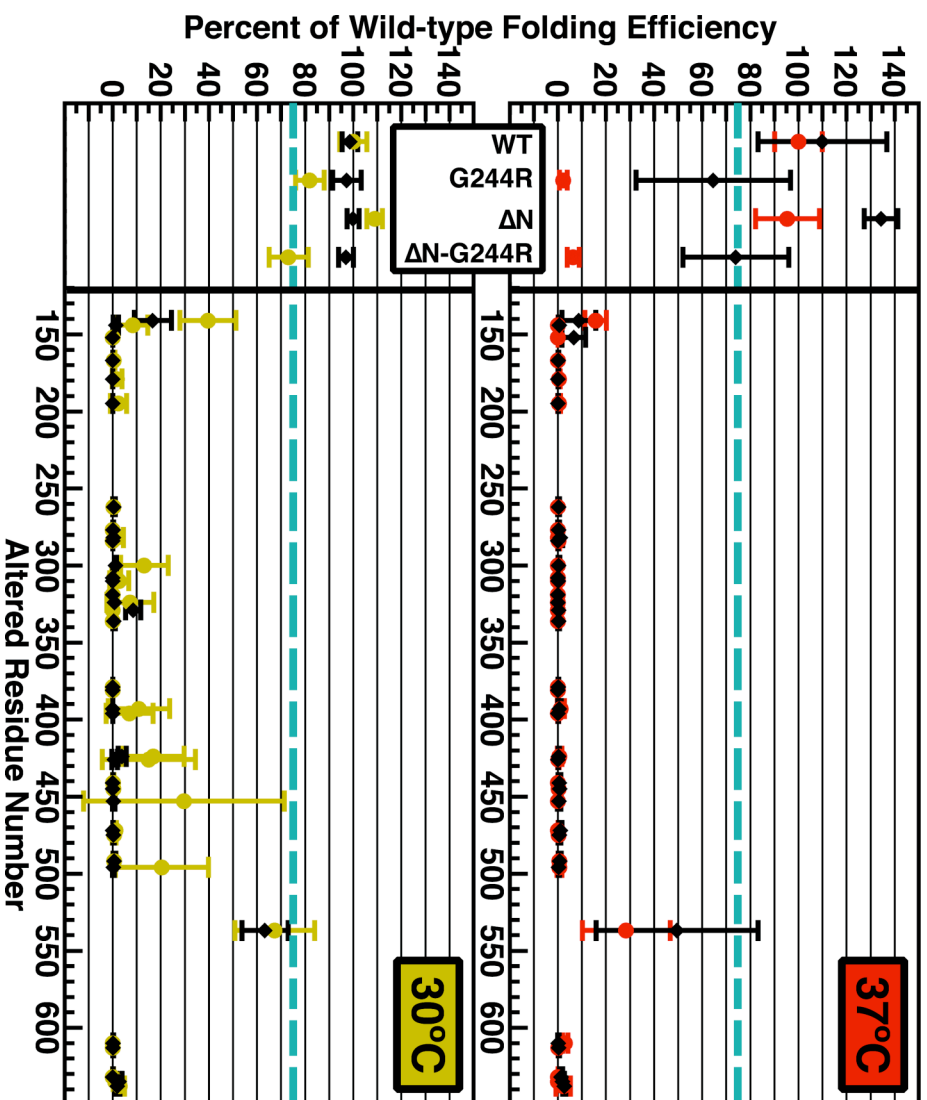 Percent of Wild-type Folding Efficiency
0 20 40 60 80 100 120 140
0 20 40 60 80 100 120 140
WT
G244R
ΔN
ΔN-G244R
37°C
30°C
150 200 250 300 350 400 450 500 550 600
150 200 250 300 350 400 450 500 550 600
Altered Residue Number